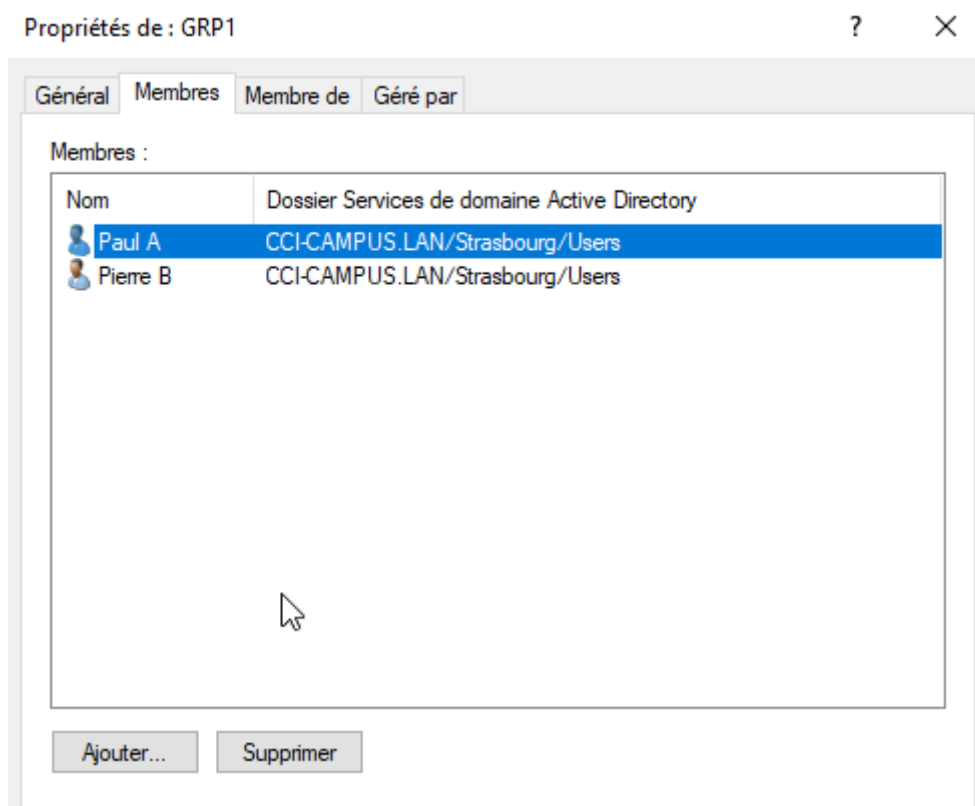 Propriétés de : GRP1 ? ✕
Général Membres Membre de Géré par
Membres :
Nom Dossier Services de domaine Active Directory
Paul A CCI-CAMPUS.LAN/Strasbourg/Users
Pierre B CCI-CAMPUS.LAN/Strasbourg/Users
Ajouter... Supprimer